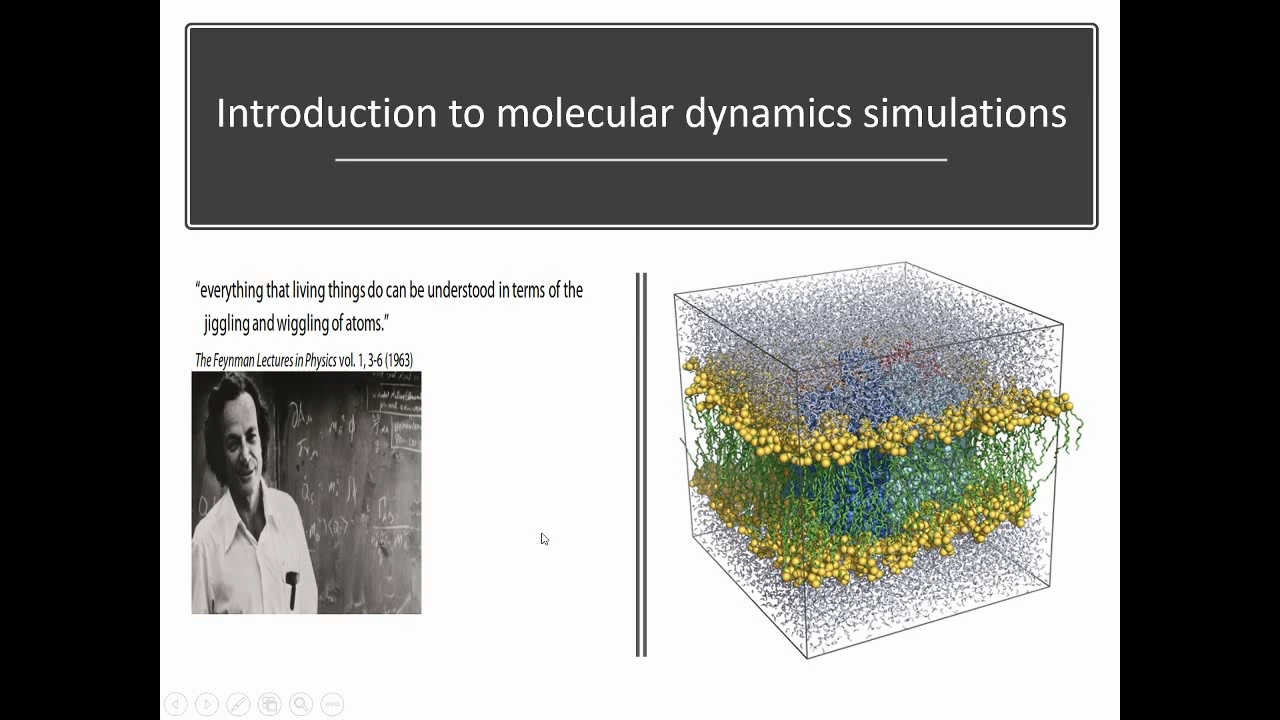 Introduction to molecular dynamics simulations
“everything that living things do can be understood in terms of the
jiggling and wiggling of atoms.”
The Feynman Lectures in Physics vol. 1, 3-6 (1963)